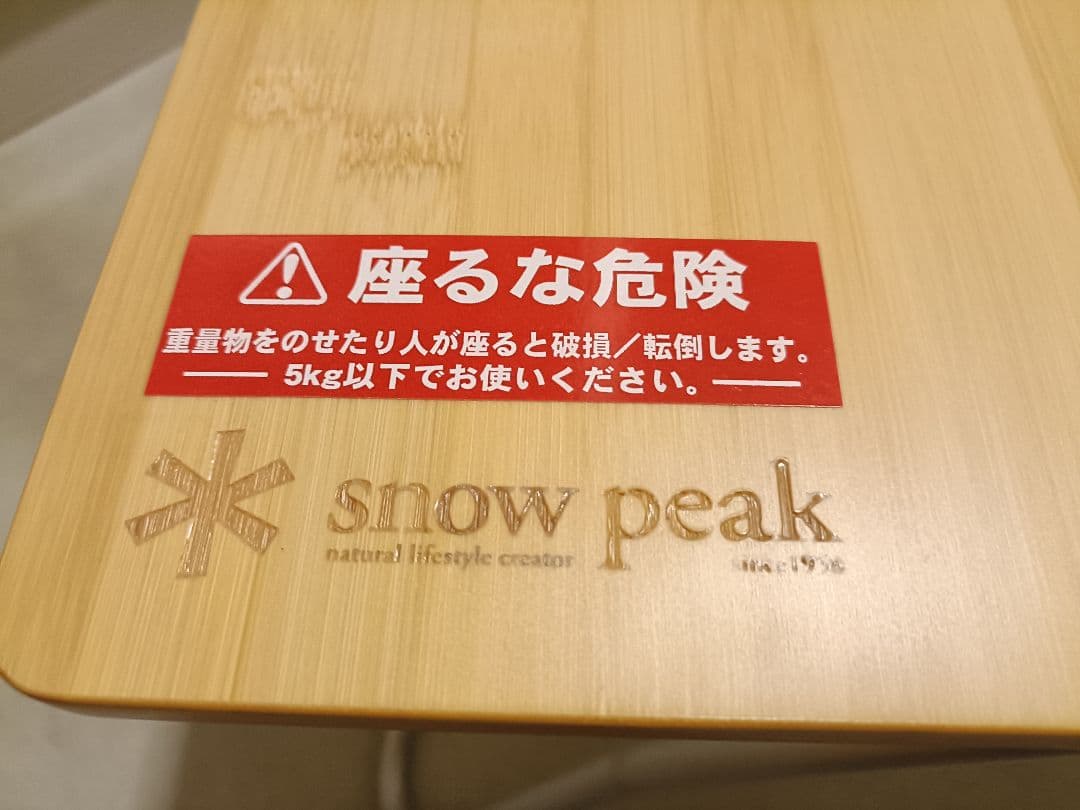 座るな危険
重量物をのせたり人が座ると破損／転倒します。
5kg以下でお使いください。
snow peak
natural lifestyle creator
since1958